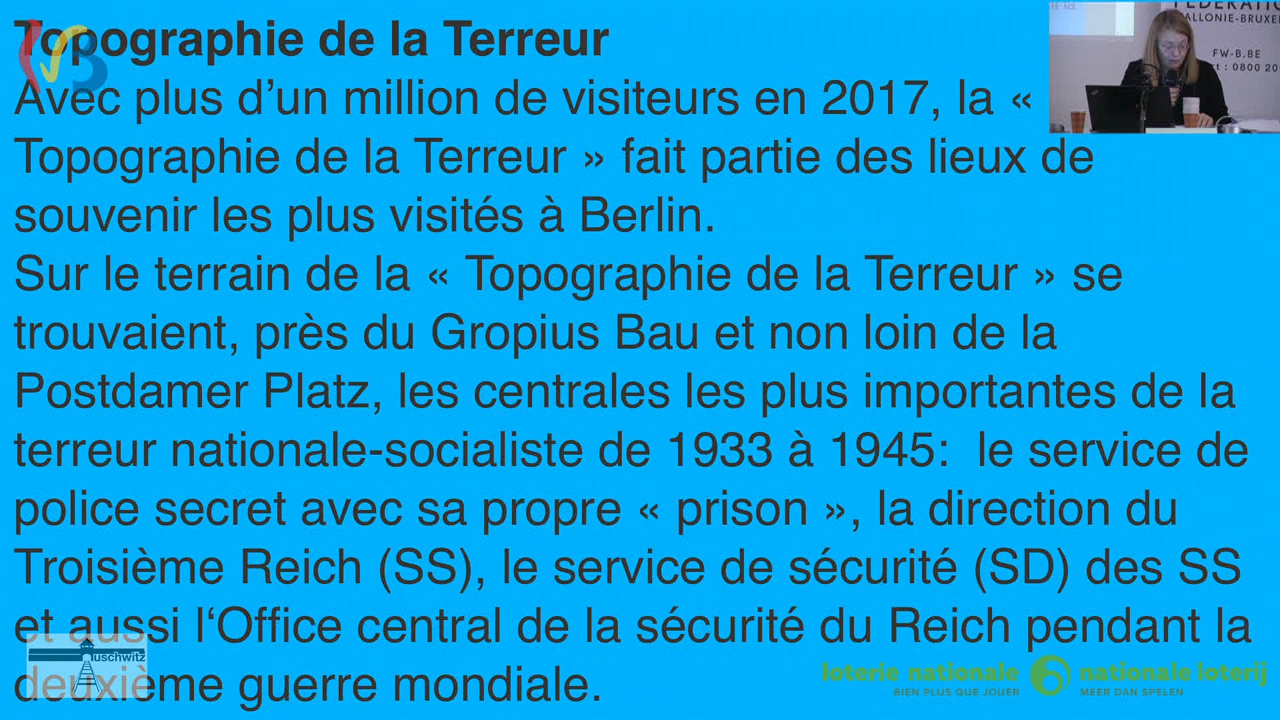 Topographie de la Terreur
Avec plus d’un million de visiteurs en 2017, la «
Topographie de la Terreur » fait partie des lieux de
souvenir les plus visités à Berlin.
Sur le terrain de la « Topographie de la Terreur » se
trouvaient, près du Gropius Bau et non loin de la
Postdamer Platz, les centrales les plus importantes de la
terreur nationale-socialiste de 1933 à 1945:  le service de
police secret avec sa propre « prison », la direction du
Troisième Reich (SS), le service de sécurité (SD) des SS
et aussi l‘Office central de la sécurité du Reich pendant la
deuxième guerre mondiale.
FW-B.BE
: 0800 20
uschwitz
loterie nationale
BIEN PLUS QUE JOUER
nationale loterij
MEER DAN SPELEN